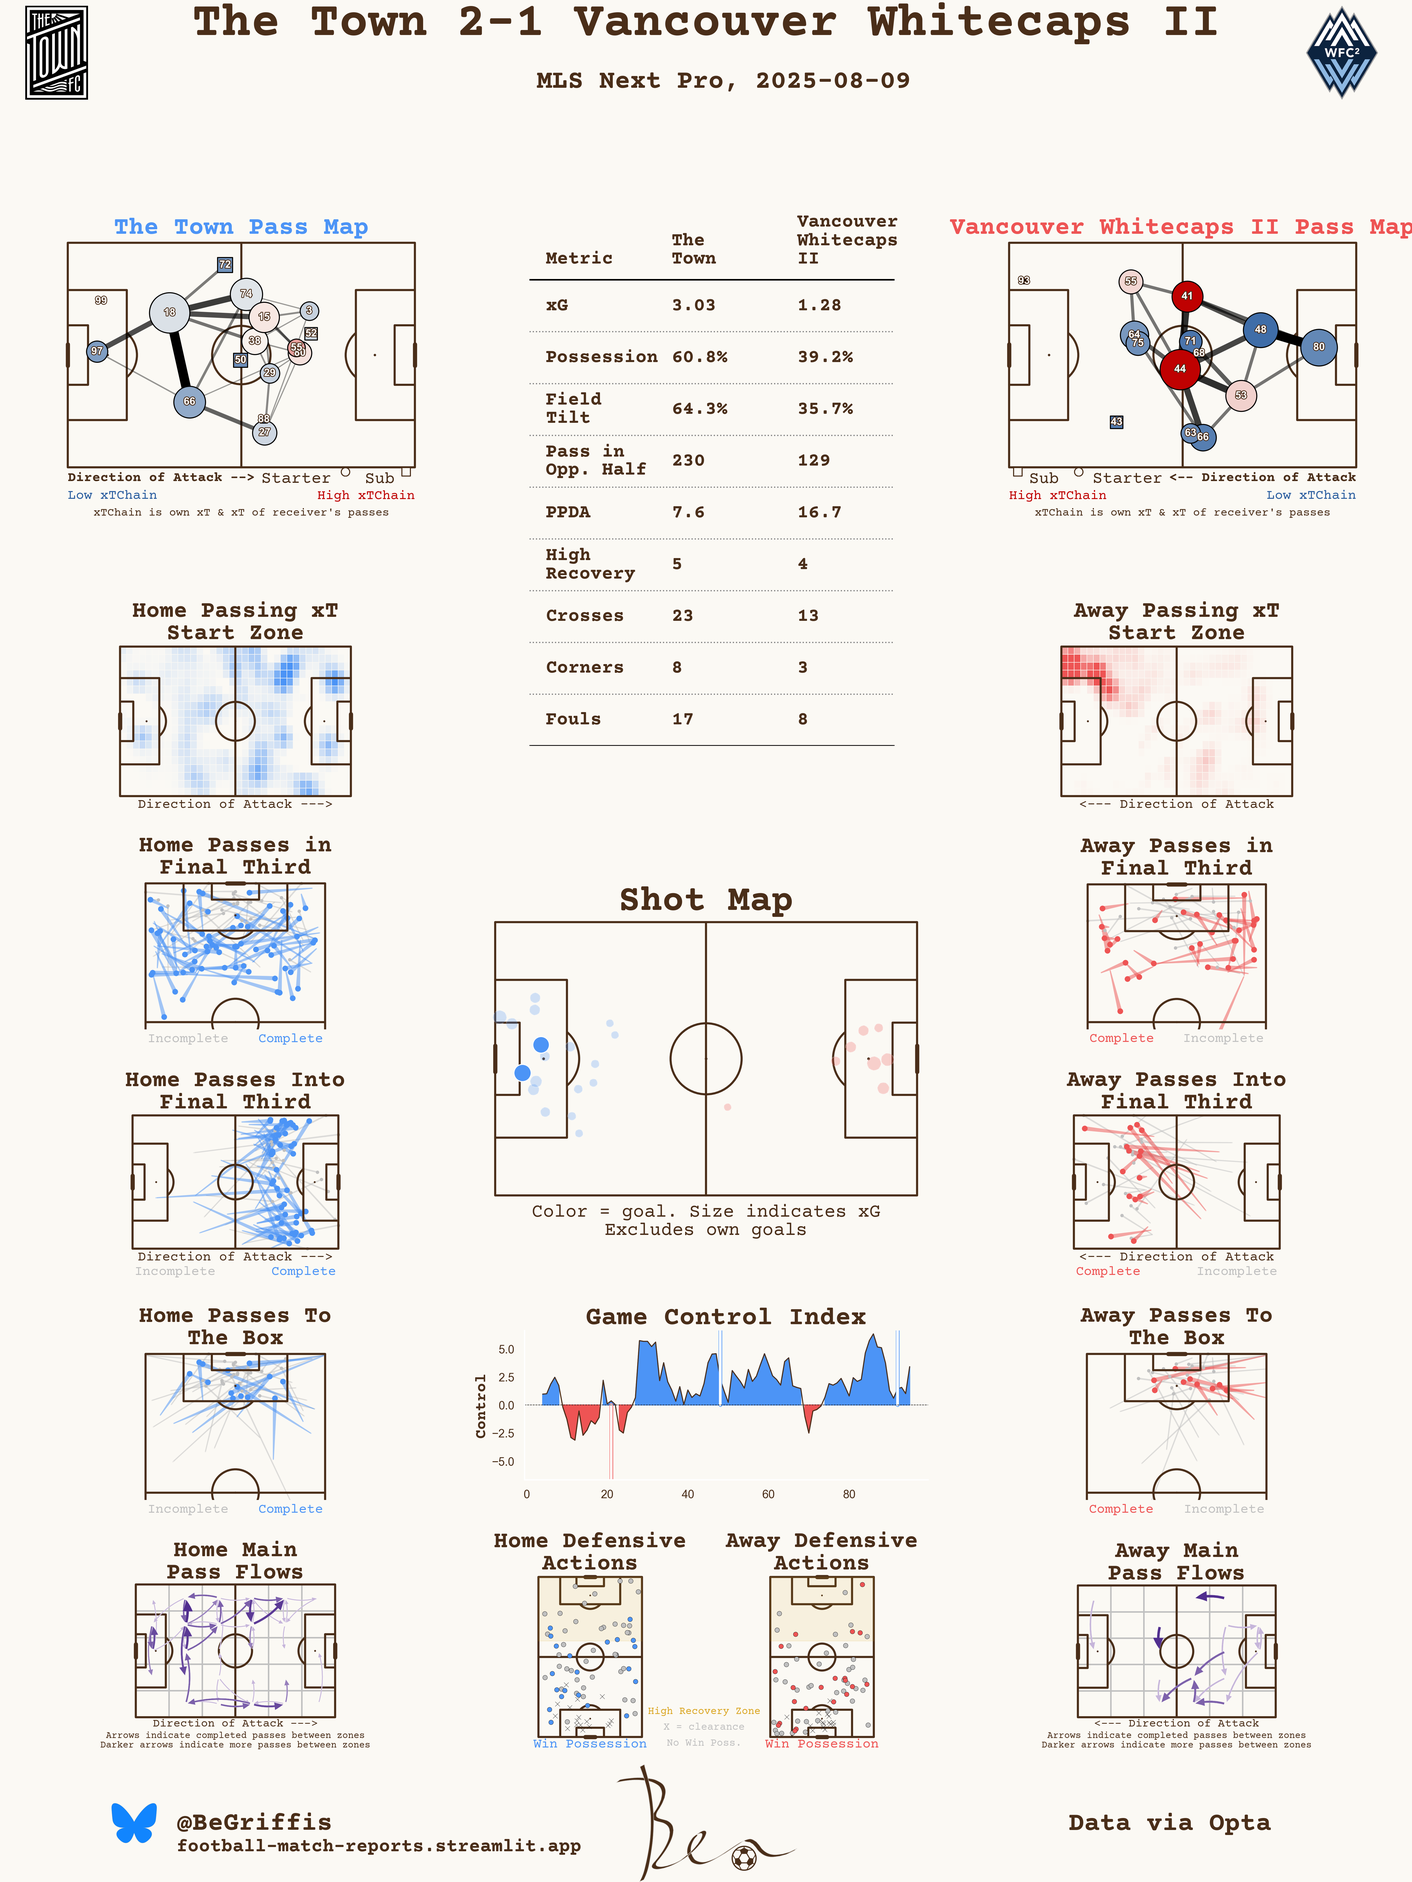 The Town 2-1 Vancouver Whitecaps II
THE
TOWN
FC
WFC²
MLS Next Pro, 2025-08-09
The Town Pass Map
72
99
74
18
3
15
52
38
55
80
97
50
29
66
88
27
Direction of Attack --> Starter Sub
Low xTChain High xTChain
xTChain is own xT & xT of receiver's passes
Metric The Town Vancouver Whitecaps II
xG 3.03 1.28
Possession 60.8% 39.2%
Field Tilt 64.3% 35.7%
Pass in Opp. Half 230 129
PPDA 7.6 16.7
High Recovery 5 4
Crosses 23 13
Corners 8 3
Fouls 17 8
Vancouver Whitecaps II Pass Map
93
55
41
64
75
71
68
48
80
44
53
43
63
66
Sub Starter <-- Direction of Attack
High xTChain Low xTChain
xTChain is own xT & xT of receiver's passes
Home Passing xT
Start Zone
Direction of Attack --->
Away Passing xT
Start Zone
<--- Direction of Attack
Home Passes in
Final Third
Incomplete Complete
Away Passes in
Final Third
Complete Incomplete
Shot Map
Color = goal. Size indicates xG
Excludes own goals
Home Passes Into
Final Third
Direction of Attack --->
Incomplete Complete
Away Passes Into
Final Third
<--- Direction of Attack
Complete Incomplete
Home Passes To
The Box
Incomplete Complete
Game Control Index
Control
5.0
2.5
0.0
−2.5
−5.0
0 20 40 60 80
Away Passes To
The Box
Complete Incomplete
Home Main
Pass Flows
Direction of Attack --->
Arrows indicate completed passes between zones
Darker arrows indicate more passes between zones
Home Defensive
Actions
Win Possession
High Recovery Zone
X = clearance
No Win Poss.
Away Defensive
Actions
Win Possession
Away Main
Pass Flows
<--- Direction of Attack
Arrows indicate completed passes between zones
Darker arrows indicate more passes between zones
@BeGriffis
football-match-reports.streamlit.app
Ben
Data via Opta